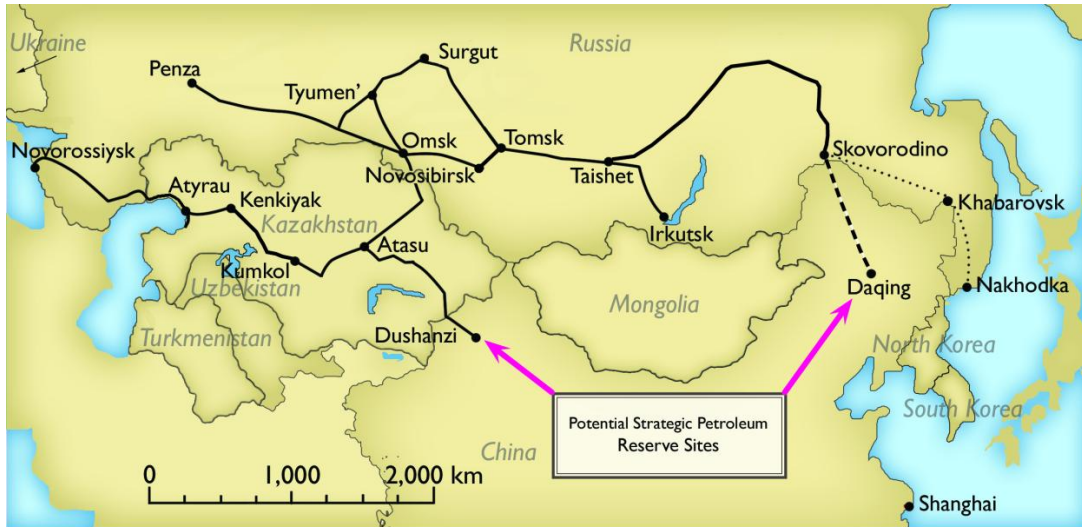 Ukraine
Russia
Surgut
Penza
Tyumen'
Omsk
Tomsk
Novorossiysk
Novosibirsk
Skovorodino
Taishet
Atyrau
Kenkiyak
Khabarovsk
Kazakhstan
Irkutsk
Atasu
Kumkol
Uzbekistan
Daqing
Nakhodka
Mongolia
Turkmenistan
Dushanzi
North Korea
South Korea
Potential Strategic Petroleum
Reserve Sites
China
0 1,000 2,000 km
Shanghai